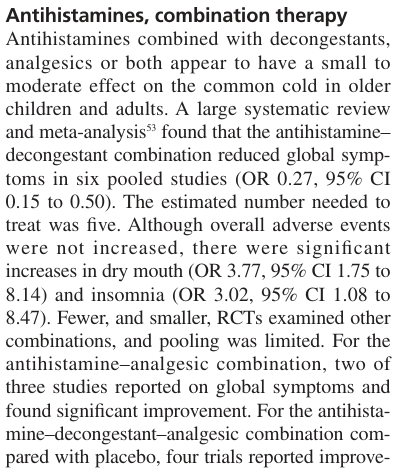 Antihistamines, combination therapy
Antihistamines combined with decongestants,
analgesics or both appear to have a small to
moderate effect on the common cold in older
children and adults. A large systematic review
and meta-analysis⁵³ found that the antihistamine–
decongestant combination reduced global symp-
toms in six pooled studies (OR 0.27, 95% CI
0.15 to 0.50). The estimated number needed to
treat was five. Although overall adverse events
were not increased, there were significant
increases in dry mouth (OR 3.77, 95% CI 1.75 to
8.14) and insomnia (OR 3.02, 95% CI 1.08 to
8.47). Fewer, and smaller, RCTs examined other
combinations, and pooling was limited. For the
antihistamine–analgesic combination, two of
three studies reported on global symptoms and
found significant improvement. For the antihista-
mine–decongestant–analgesic combination com-
pared with placebo, four trials reported improve-